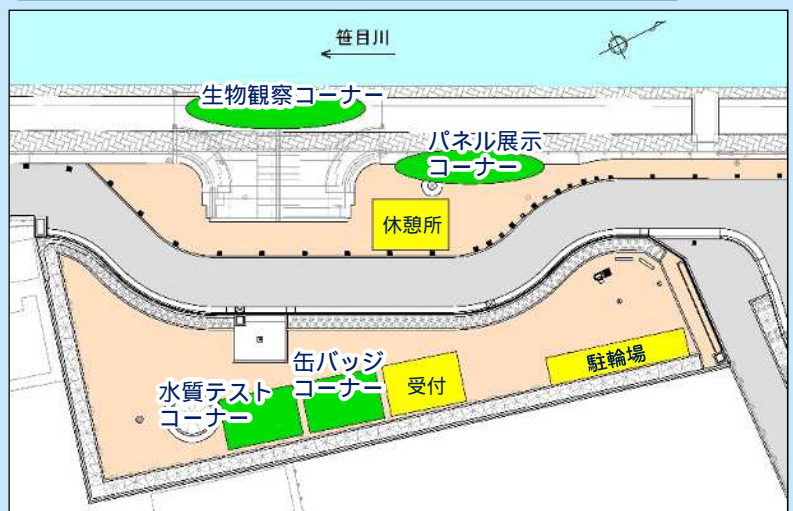 笹目川
生物観察コーナー
パネル展示
コーナー
休憩所
缶バッジ
コーナー
受付
駐輪場
水質テスト
コーナー